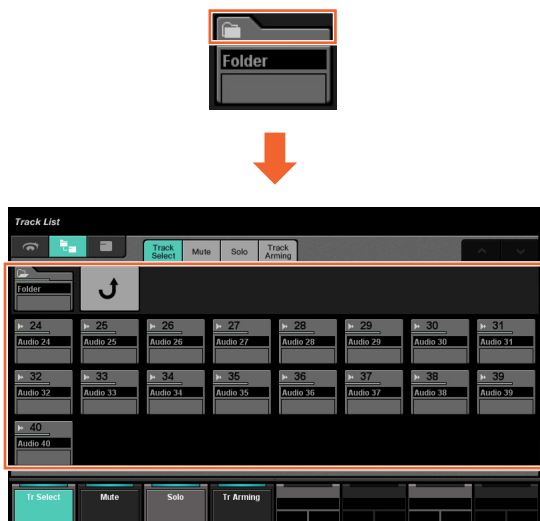 Folder
Track List
Track Select Mute Solo Track Arming
Folder
24 25 26 27 28 29 30 31
Audio 24 Audio 25 Audio 26 Audio 27 Audio 28 Audio 29 Audio 30 Audio 31
32 33 34 35 36 37 38 39
Audio 32 Audio 33 Audio 34 Audio 35 Audio 36 Audio 37 Audio 38 Audio 39
40
Audio 40
Tr Select Mute Solo Tr Arming